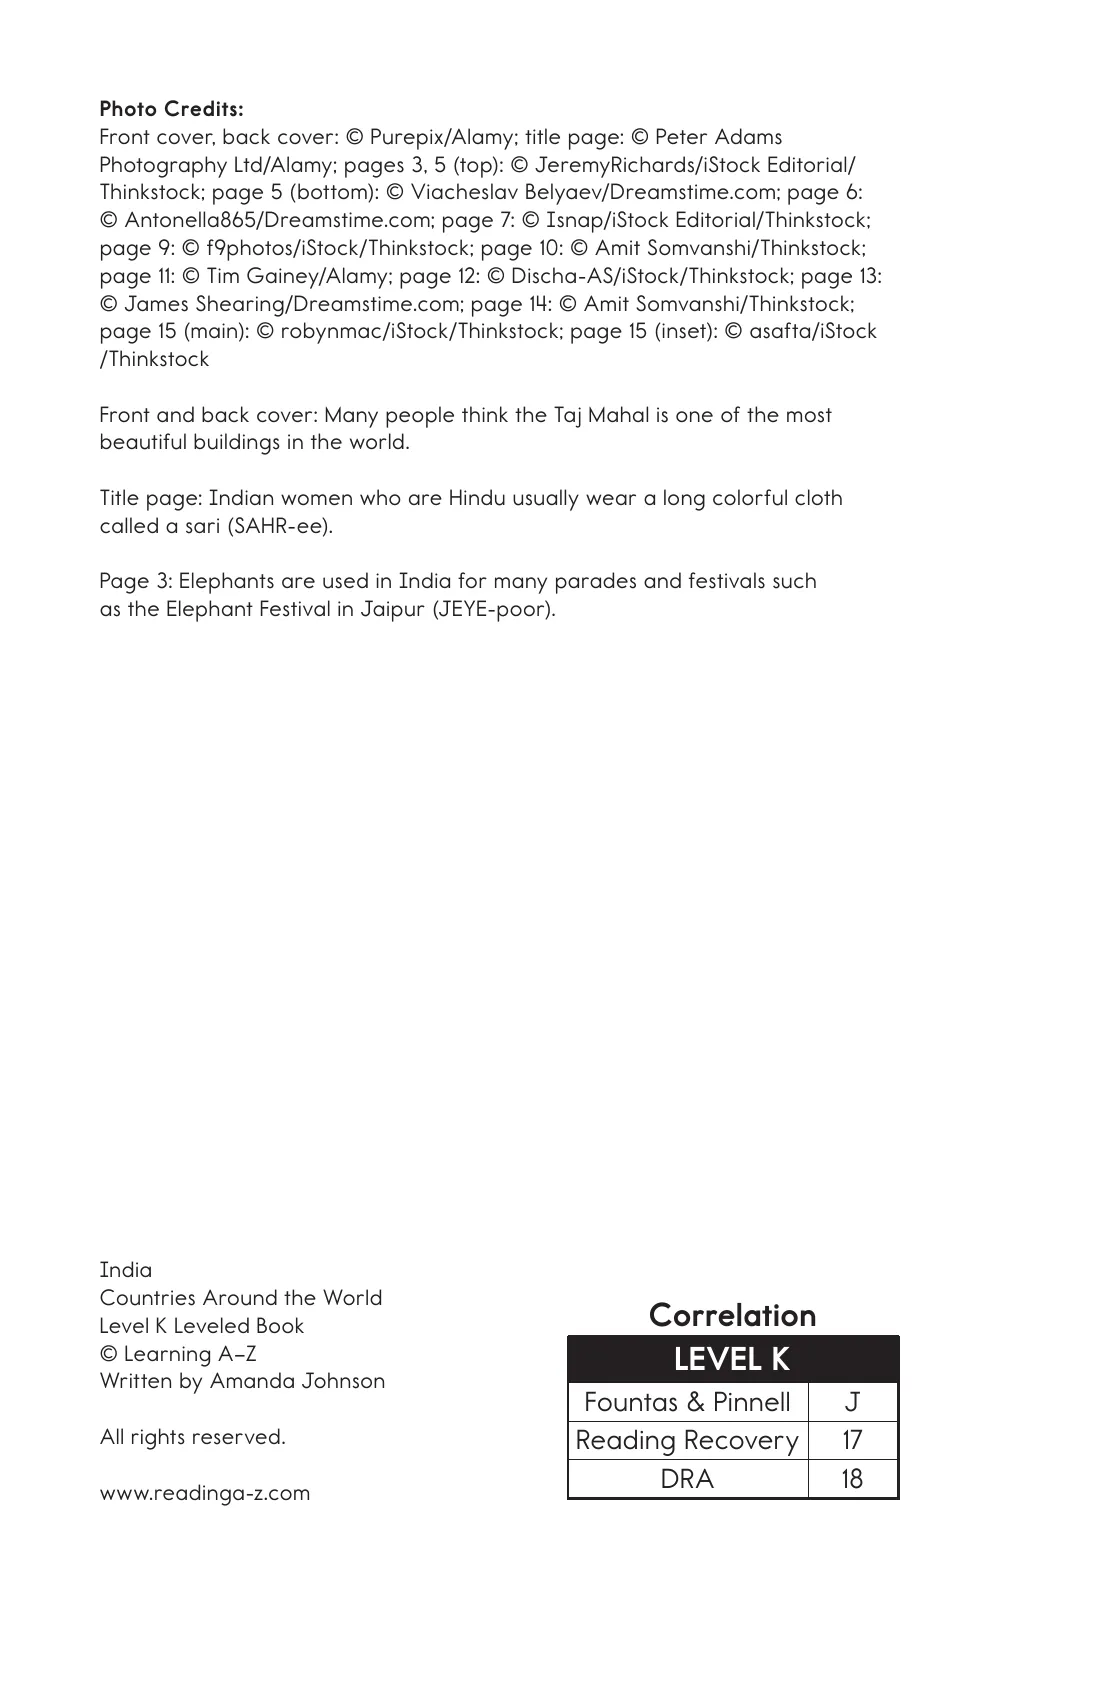 Photo Credits:
Front cover, back cover: © Purepix/Alamy; title page: © Peter Adams
Photography Ltd/Alamy; pages 3, 5 (top): © JeremyRichards/iStock Editorial/
Thinkstock; page 5 (bottom): © Viacheslav Belyaev/Dreamstime.com; page 6:
© Antonella865/Dreamstime.com; page 7: © Isnap/iStock Editorial/Thinkstock;
page 9: © f9photos/iStock/Thinkstock; page 10: © Amit Somvanshi/Thinkstock;
page 11: © Tim Gainey/Alamy; page 12: © Discha-AS/iStock/Thinkstock; page 13:
© James Shearing/Dreamstime.com; page 14: © Amit Somvanshi/Thinkstock;
page 15 (main): © robynmac/iStock/Thinkstock; page 15 (inset): © asafta/iStock
/Thinkstock
Front and back cover: Many people think the Taj Mahal is one of the most
beautiful buildings in the world.
Title page: Indian women who are Hindu usually wear a long colorful cloth
called a sari (SAHR-ee).
Page 3: Elephants are used in India for many parades and festivals such
as the Elephant Festival in Jaipur (JEYE-poor).
India
Countries Around the World
Level K Leveled Book
© Learning A–Z
Written by Amanda Johnson
All rights reserved.
www.readinga-z.com
Correlation
LEVEL K
Fountas & Pinnell J
Reading Recovery 17
DRA 18